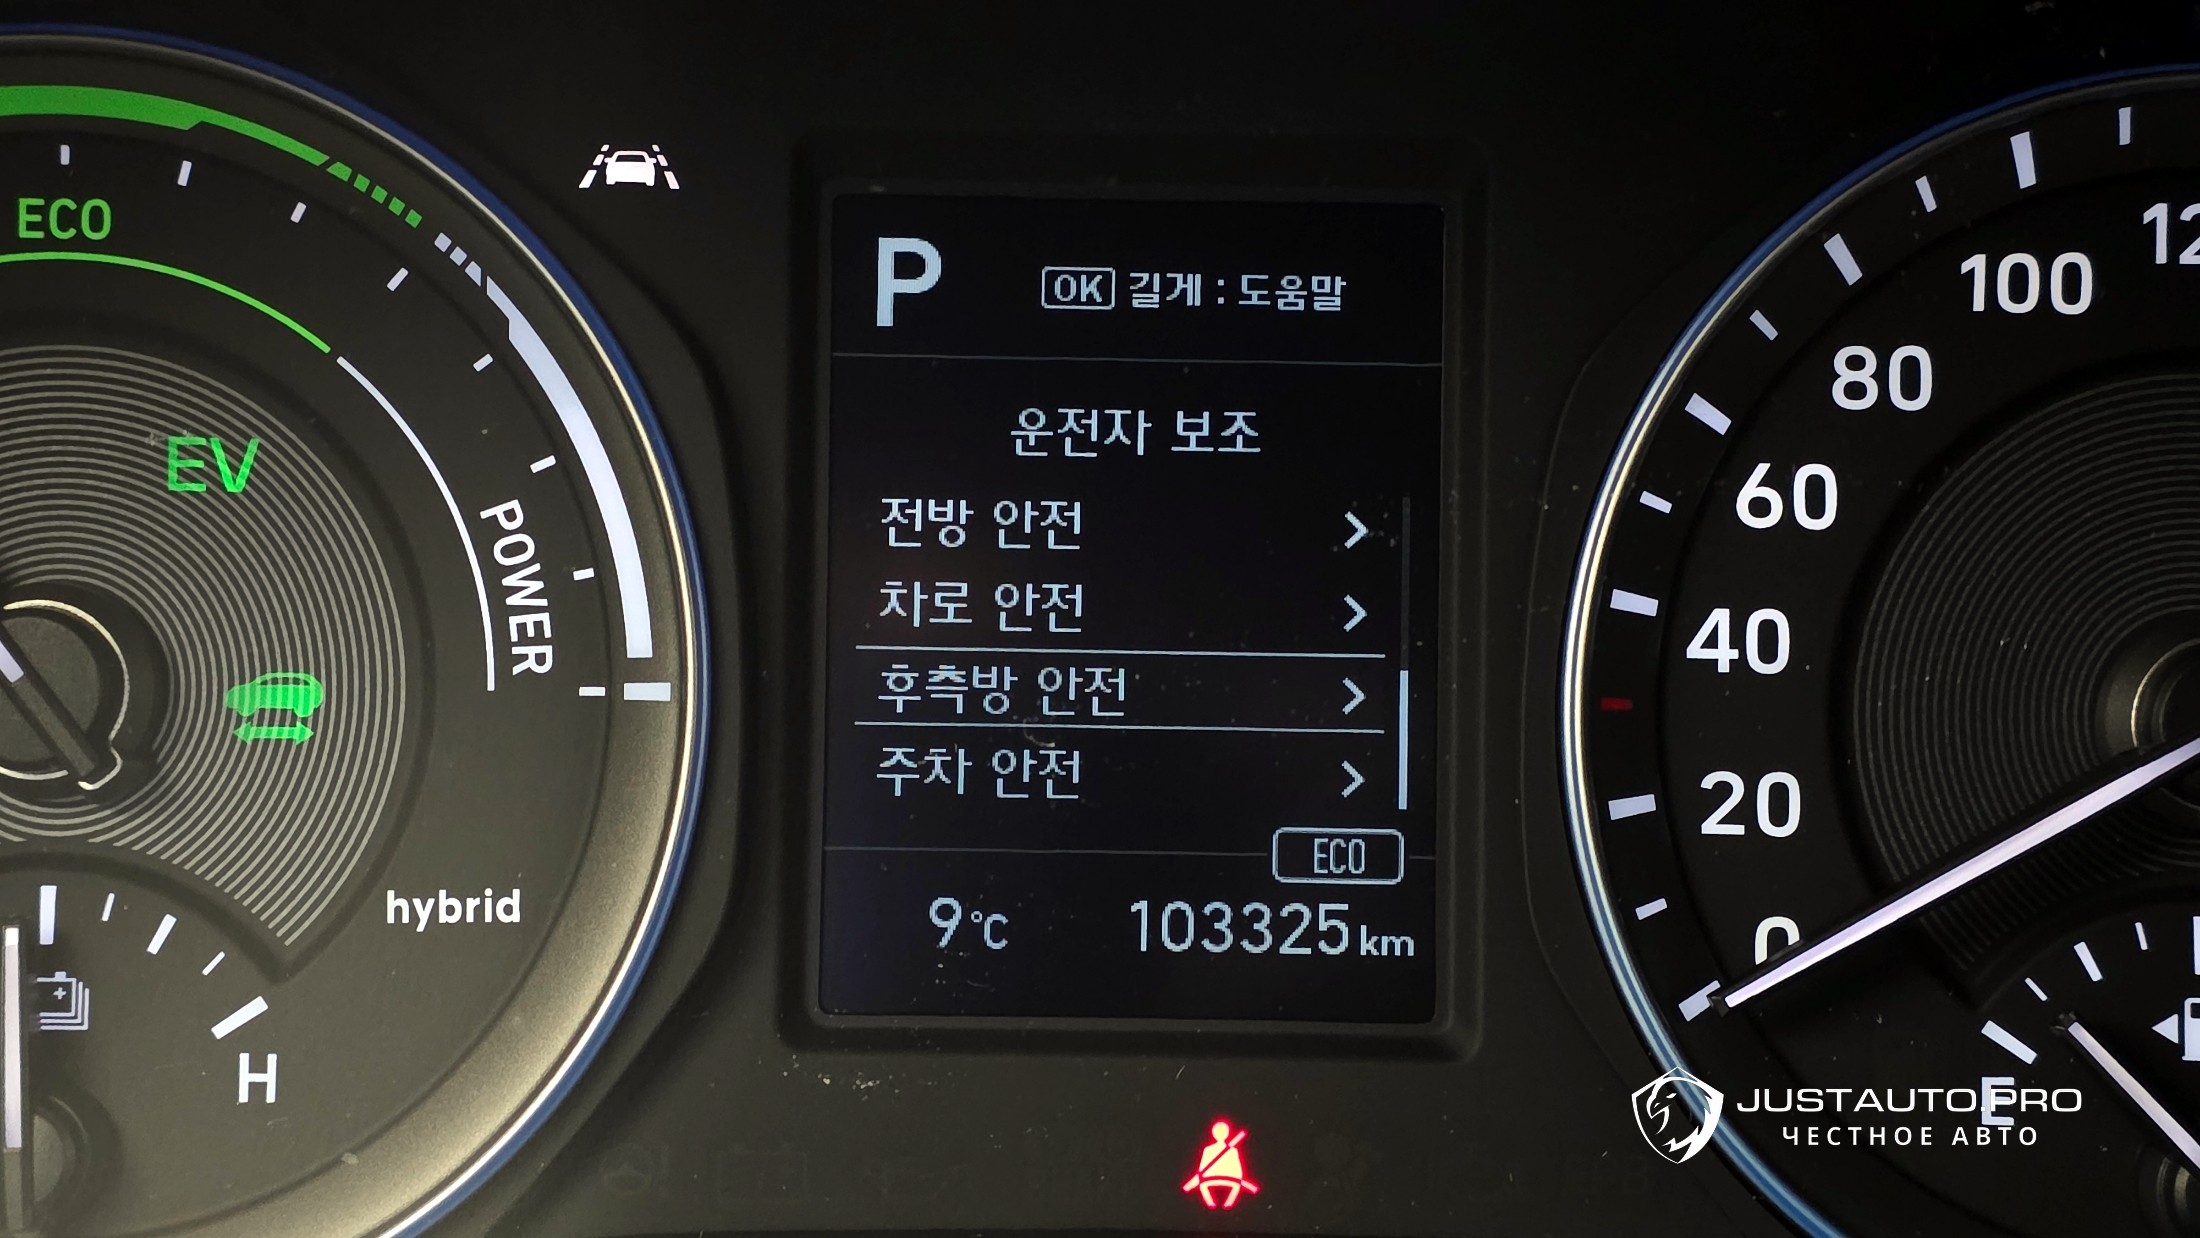 ECO
EV
POWER
hybrid
H
P
OK 길게 : 도움말
운전자 보조
전방 안전
차로 안전
후측방 안전
주차 안전
ECO
9°C 103325 km
100
80
60
40
20
0
E
JUSTAUTO.PRO
ЧЕСТНОЕ АВТО